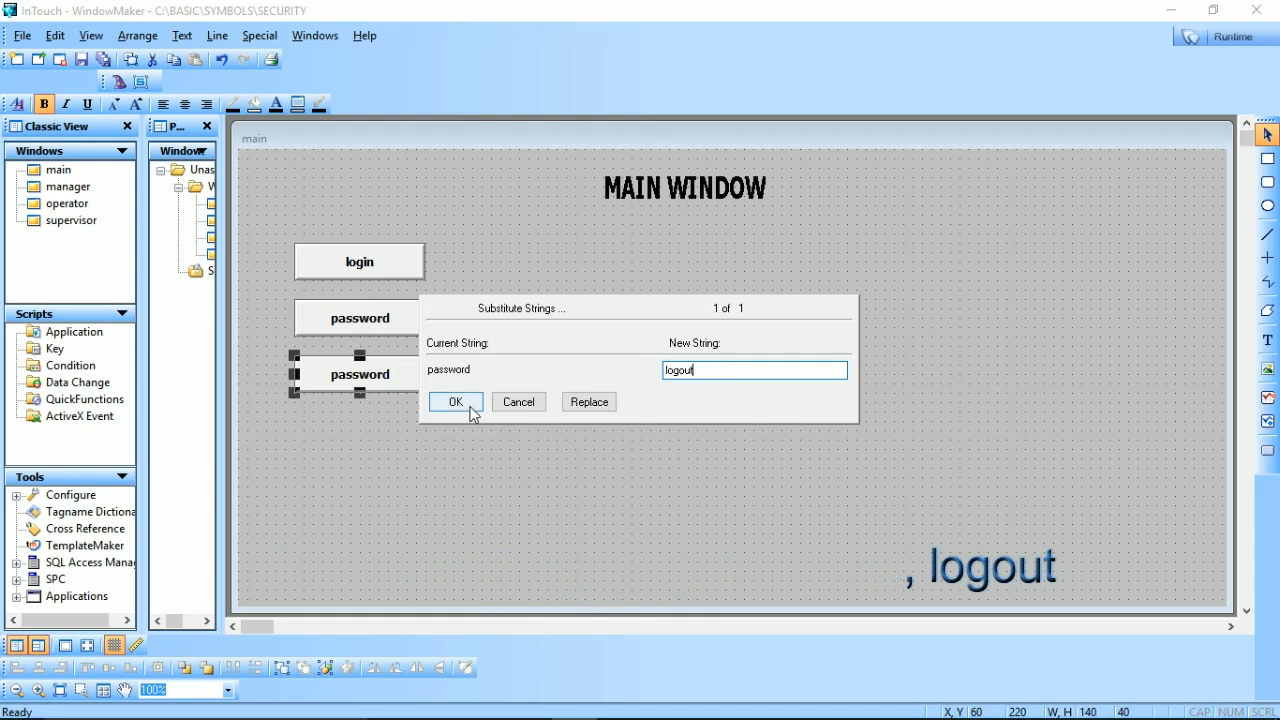 InTouch - WindowMaker - C:\BASIC\SYMBOLS\SECURITY
File Edit View Arrange Text Line Special Windows Help
Runtime
B I U
Classic View
P...
Windows
main
manager
operator
supervisor
Unas
W
S
Scripts
Application
Key
Condition
Data Change
QuickFunctions
ActiveX Event
Tools
Configure
Tagname Dictiona
Cross Reference
TemplateMaker
SQL Access Mana
SPC
Applications
main
MAIN WINDOW
login
password
password
Substitute Strings ... 1 of 1
Current String: New String:
password logout
OK Cancel Replace
, logout
100%
Ready X, Y 60 220 W, H 140 40 CAP NUM SCRL